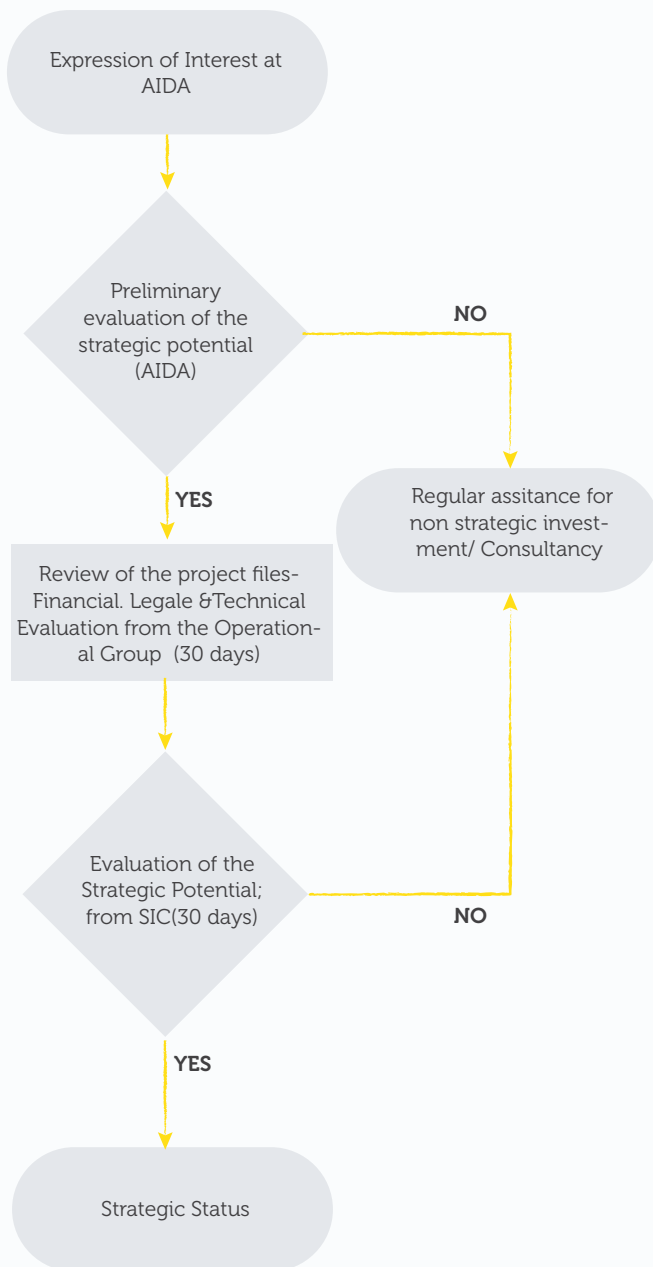 Expression of Interest at
AIDA
Preliminary
evaluation of the
strategic potential
(AIDA)
NO
YES
Regular assitance for
non strategic invest-
ment/ Consultancy
Review of the project files-
Financial. Legale &Technical
Evaluation from the Operation-
al Group (30 days)
Evaluation of the
Strategic Potential;
from SIC(30 days)
NO
YES
Strategic Status